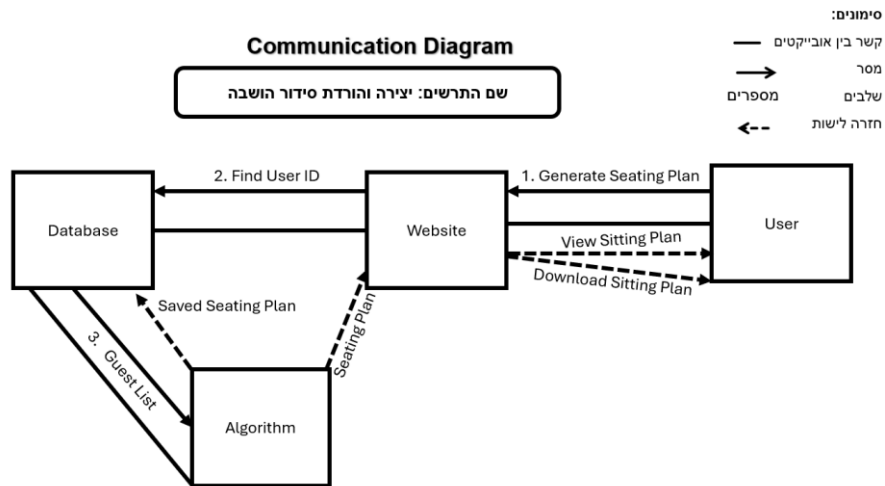 סימונים:
קשר בין אובייקטים
מסר
שלבים מספרים
חזרה לישות
Communication Diagram
שם התרשים: יצירה והורדת סידור הושבה
2. Find User ID
1. Generate Seating Plan
Database
Website
User
View Sitting Plan
Download Sitting Plan
Saved Seating Plan
Seating Plan
3. Guest List
Algorithm